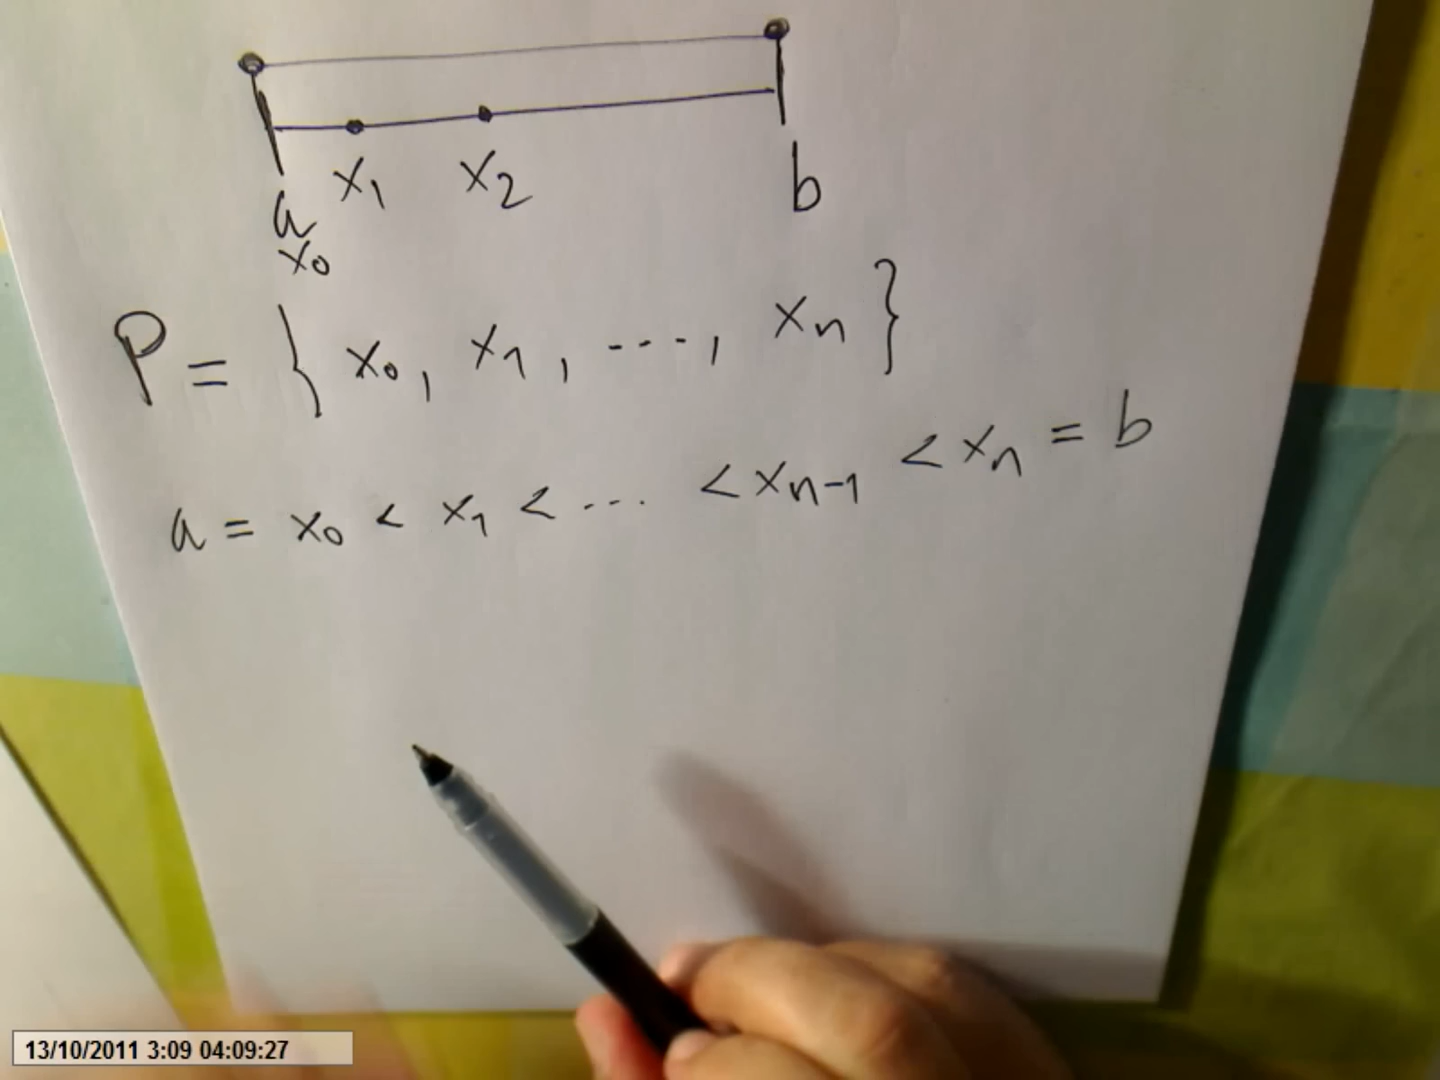 x₁ x₂ b
a
x₀
P = { x₀, x₁, ---, xₙ }
a = x₀ < x₁ < ... < xₙ₋₁ < xₙ = b
13/10/2011 3:09 04:09:27